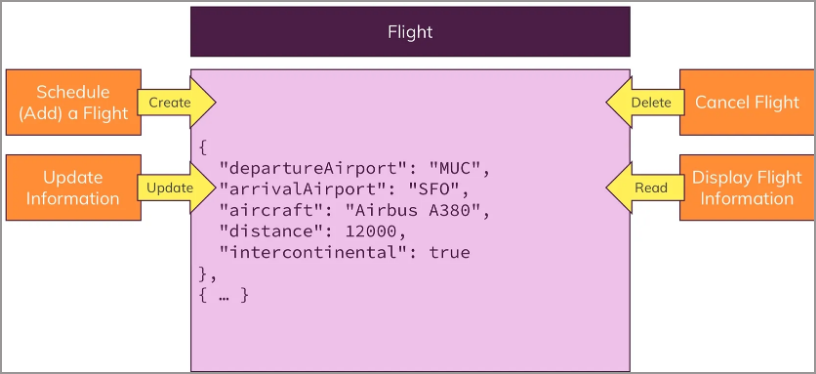 Flight
Schedule
(Add) a Flight
Create
Delete
Cancel Flight
{
"departureAirport": "MUC",
"arrivalAirport": "SFO",
"aircraft": "Airbus A380",
"distance": 12000,
"intercontinental": true
},
{ … }
Update
Information
Update
Read
Display Flight
Information